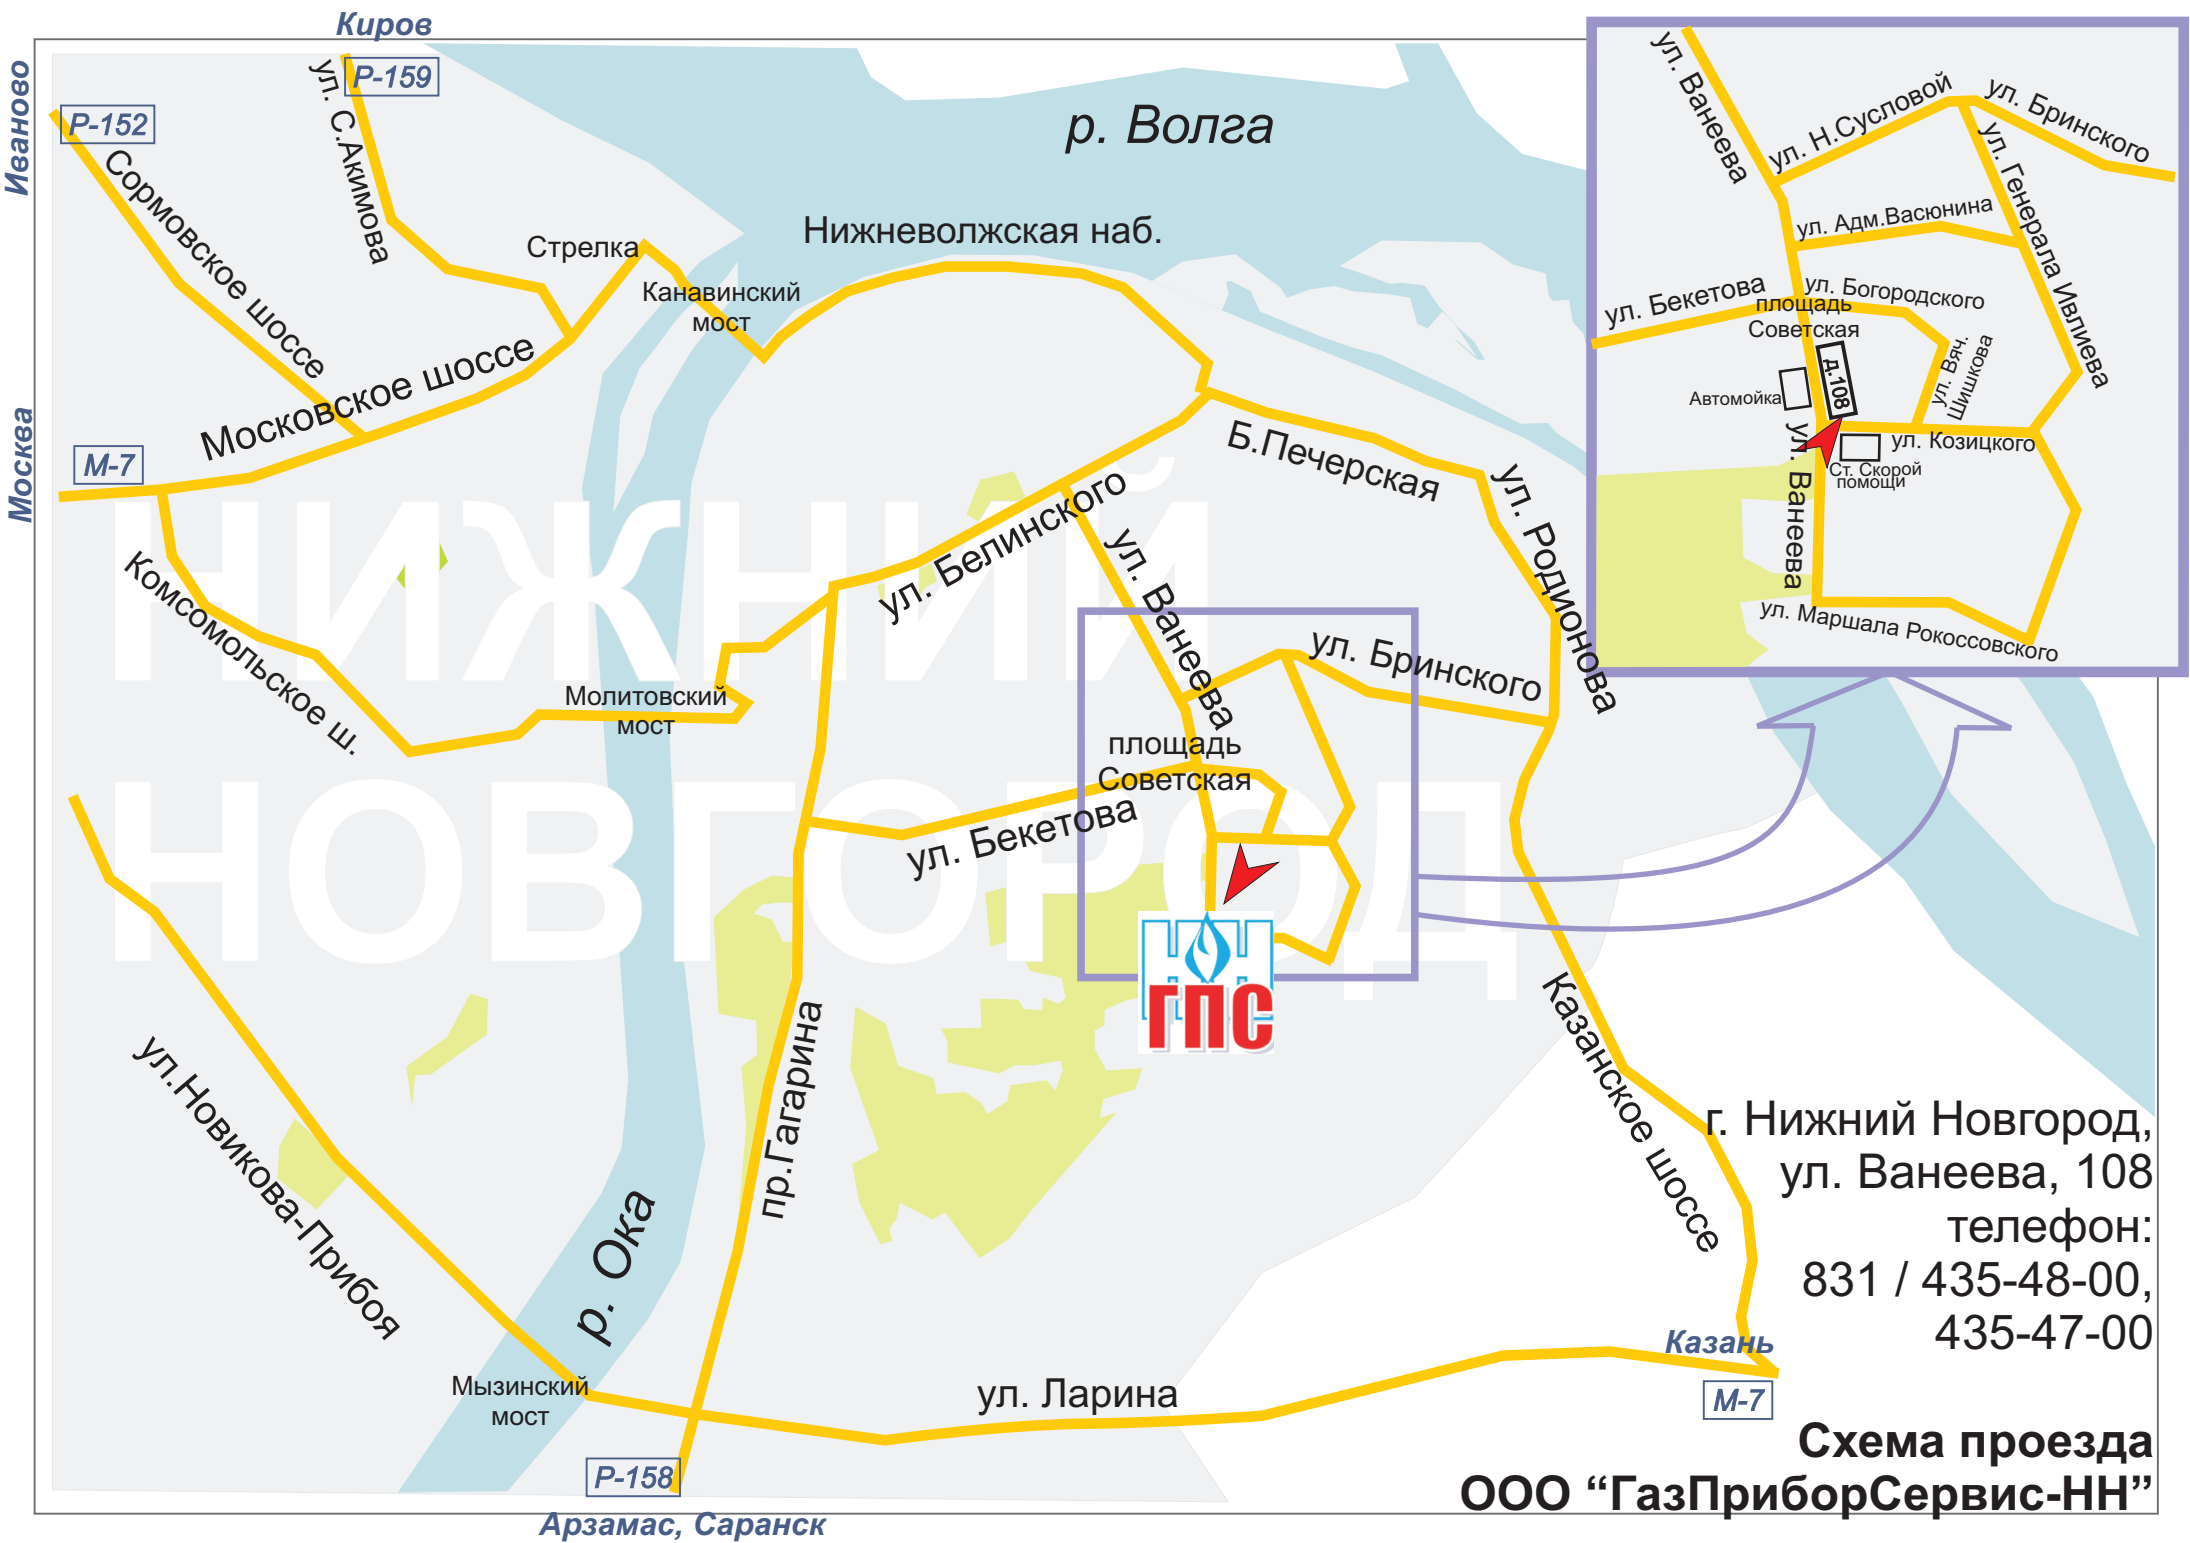 Киров
Иваново
Москва
Р-159
Р-152
М-7
ул. С.Акимова
Сормовское шоссе
Московское шоссе
Стрелка
Канавинский
мост
р. Волга
Нижневолжская наб.
Б.Печерская
ул. Родионова
ул. Белинского
ул. Ванеева
ул. Бринского
НИЖНИЙ
НОВГОРОД
Комсомольское ш.
Молитовский
мост
площадь
Советская
ул. Бекетова
ГПС
ул.Новикова-Прибоя
р. Ока
пр.Гагарина
Казанское шоссе
Мызинский
мост
ул. Ларина
Р-158
Арзамас, Саранск
Казань
М-7
ул. Ванеева
ул. Н.Сусловой
ул. Бринского
ул. Адм.Васюнина
ул. Генерала Ивлиева
ул. Бекетова
ул. Богородского
площадь
Советская
ул. Вяч.
Шишкова
д.108
Автомойка
ул. Козицкого
Ст. Скорой
помощи
ул. Ванеева
ул. Маршала Рокоссовского
г. Нижний Новгород,
ул. Ванеева, 108
телефон:
831 / 435-48-00,
435-47-00
Схема проезда
ООО “ГазПриборСервис-НН”